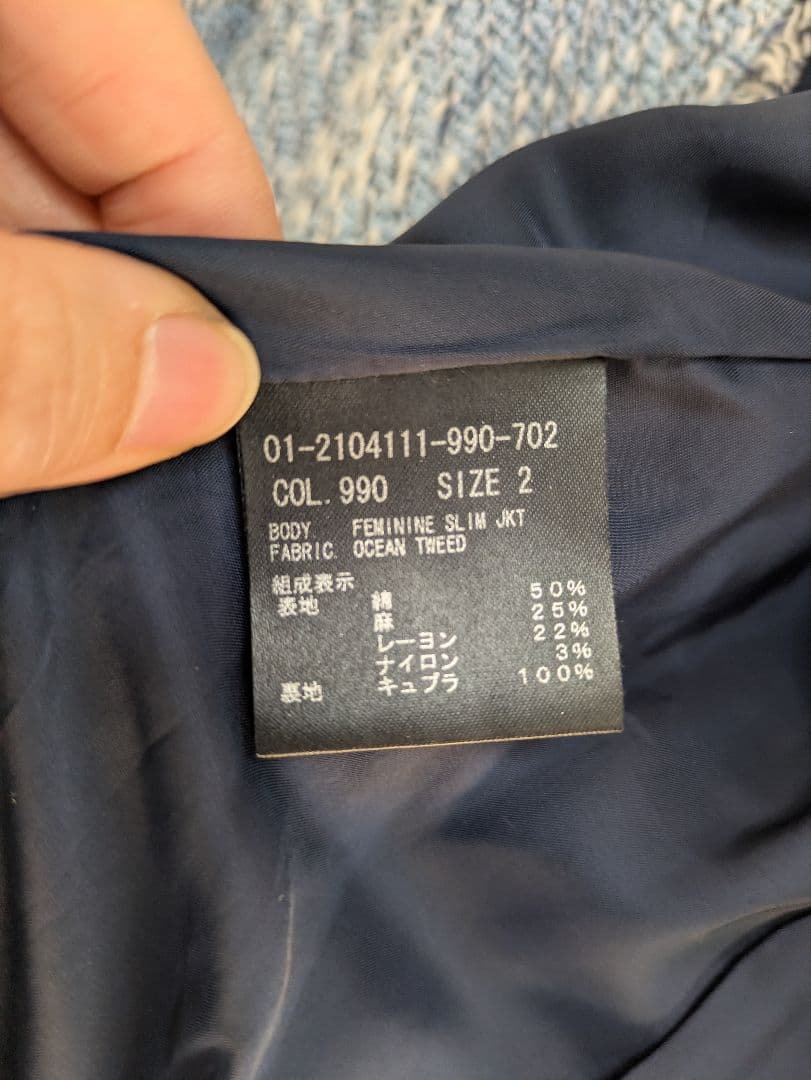 01-2104111-990-702
COL. 990 SIZE 2
BODY FEMININE SLIM JKT
FABRIC OCEAN TWEED
組成表示
表地 綿 50%
麻 25%
レーヨン 22%
ナイロン 3%
裏地 キュプラ 100%